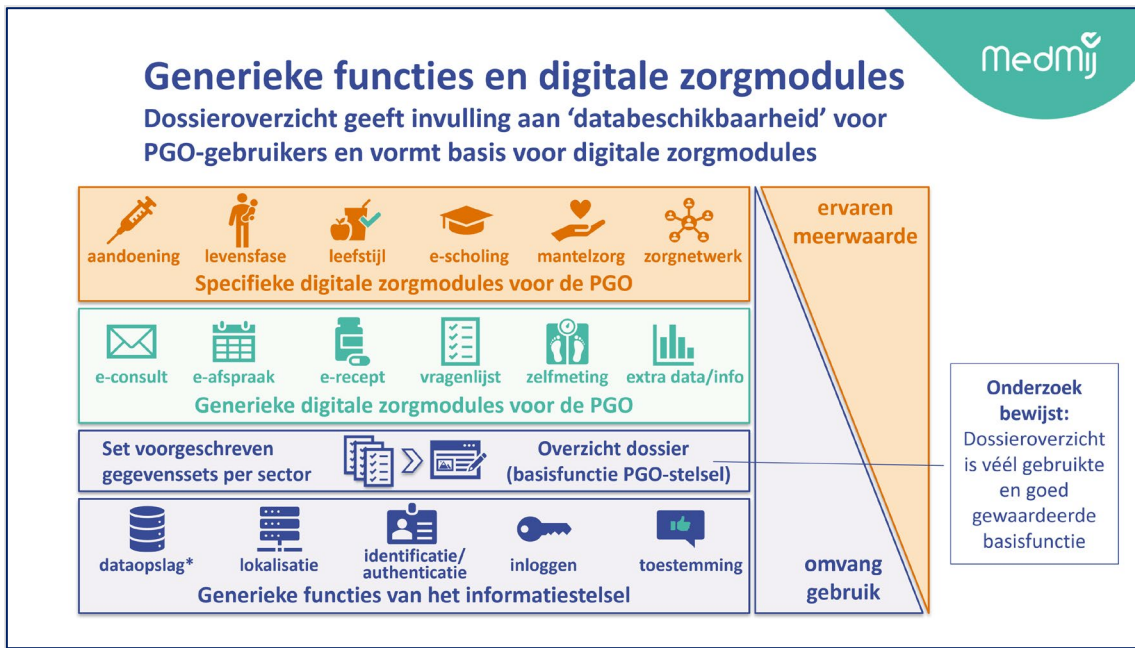 MedMij
Generieke functies en digitale zorgmodules
Dossieroverzicht geeft invulling aan ‘databeschikbaarheid’ voor
PGO-gebruikers en vormt basis voor digitale zorgmodules
aandoening levensfase leefstijl e-scholing mantelzorg zorgnetwerk
Specifieke digitale zorgmodules voor de PGO
ervaren
meerwaarde
e-consult e-afspraak e-recept vragenlijst zelfmeting extra data/info
Generieke digitale zorgmodules voor de PGO
Set voorgeschreven
gegevenssets per sector
Overzicht dossier
(basisfunctie PGO-stelsel)
Onderzoek
bewijst:
Dossieroverzicht
is véél gebruikte
en goed
gewaardeerde
basisfunctie
dataopslag* lokalisatie identificatie/
authenticatie inloggen toestemming
Generieke functies van het informatiestelsel
omvang
gebruik